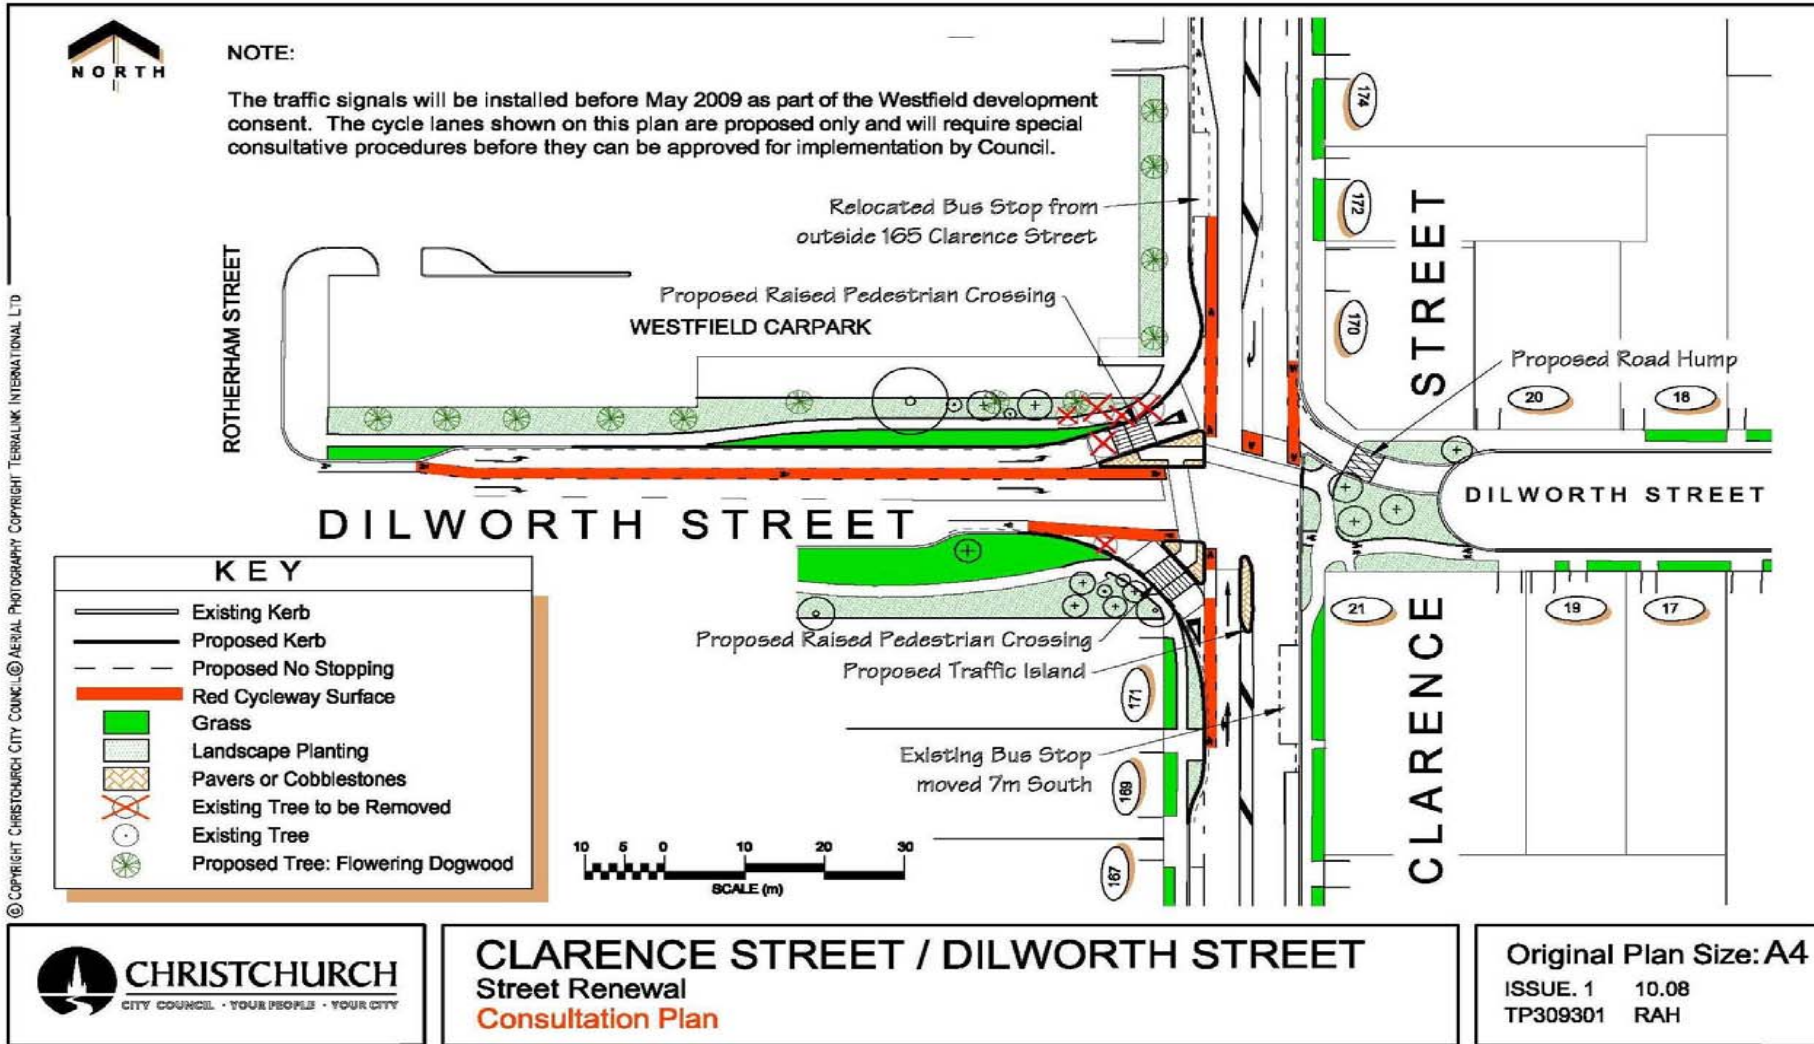 NORTH
NOTE:
The traffic signals will be installed before May 2009 as part of the Westfield development
consent. The cycle lanes shown on this plan are proposed only and will require special
consultative procedures before they can be approved for implementation by Council.
Relocated Bus Stop from
outside 165 Clarence Street
Proposed Raised Pedestrian Crossing
WESTFIELD CARPARK
ROTHERHAM STREET
174
172
170
STREET
Proposed Road Hump
20
18
DILWORTH STREET
DILWORTH STREET
21
19
17
CLARENCE
Proposed Raised Pedestrian Crossing
Proposed Traffic Island
171
Existing Bus Stop
moved 7m South
169
167
KEY
Existing Kerb
Proposed Kerb
Proposed No Stopping
Red Cycleway Surface
Grass
Landscape Planting
Pavers or Cobblestones
Existing Tree to be Removed
Existing Tree
Proposed Tree: Flowering Dogwood
10 5 0 10 20 30
SCALE (m)
© COPYRIGHT CHRISTCHURCH CITY COUNCIL © AERIAL PHOTOGRAPHY COPYRIGHT TERRALINK INTERNATIONAL LTD
CHRISTCHURCH
CITY COUNCIL · YOUR PEOPLE · YOUR CITY
CLARENCE STREET / DILWORTH STREET
Street Renewal
Consultation Plan
Original Plan Size: A4
ISSUE. 1 10.08
TP309301 RAH